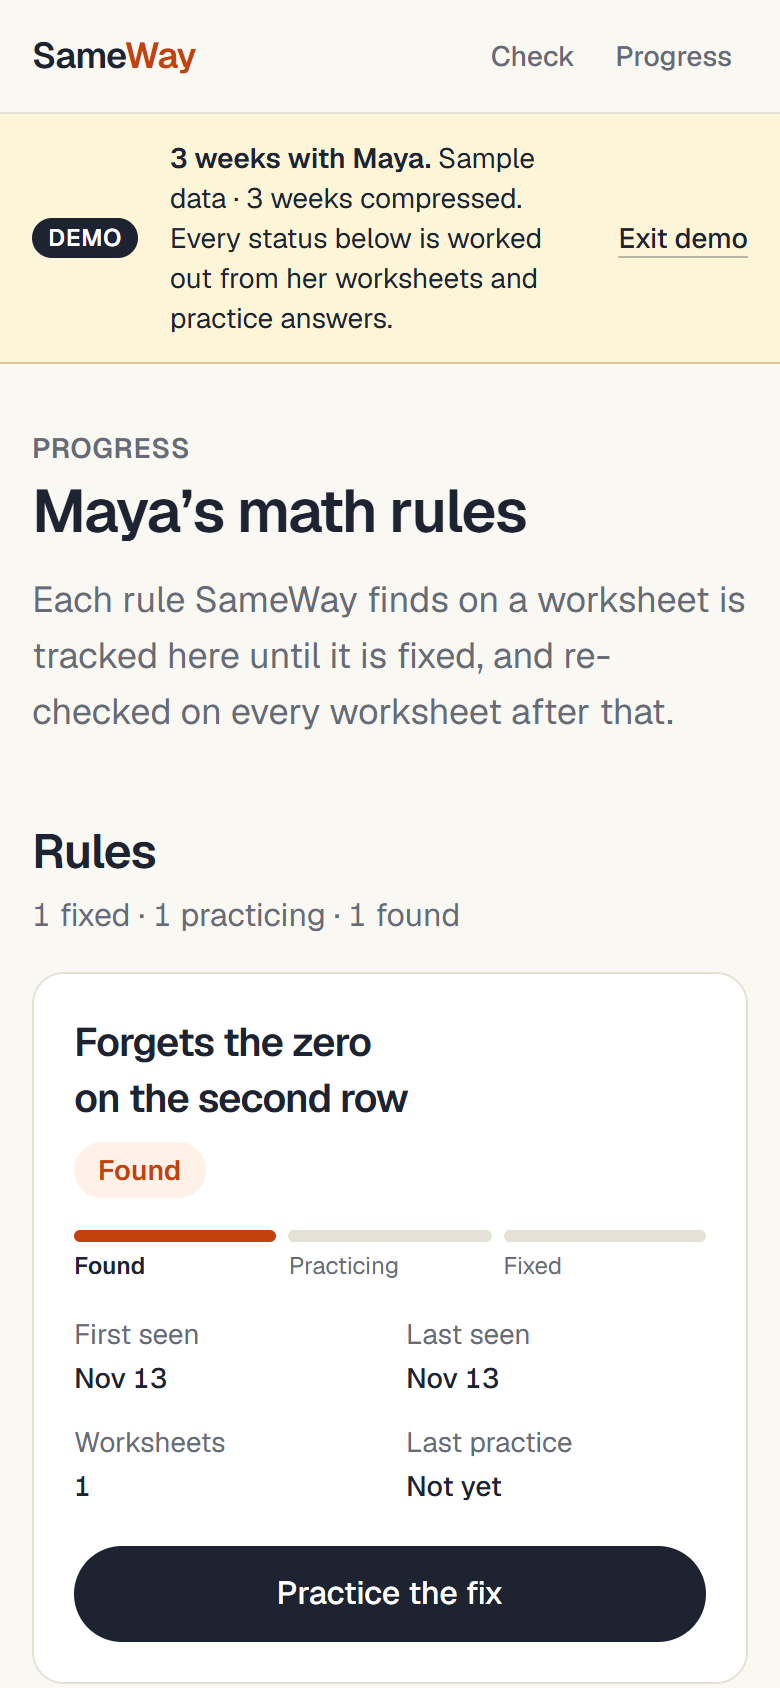 SameWay
Check
Progress
DEMO
3 weeks with Maya. Sample
data · 3 weeks compressed.
Every status below is worked
out from her worksheets and
practice answers.
Exit demo
PROGRESS
Maya’s math rules
Each rule SameWay finds on a worksheet is
tracked here until it is fixed, and re-
checked on every worksheet after that.
Rules
1 fixed · 1 practicing · 1 found
Forgets the zero
on the second row
Found
Found
Practicing
Fixed
First seen
Nov 13
Last seen
Nov 13
Worksheets
1
Last practice
Not yet
Practice the fix